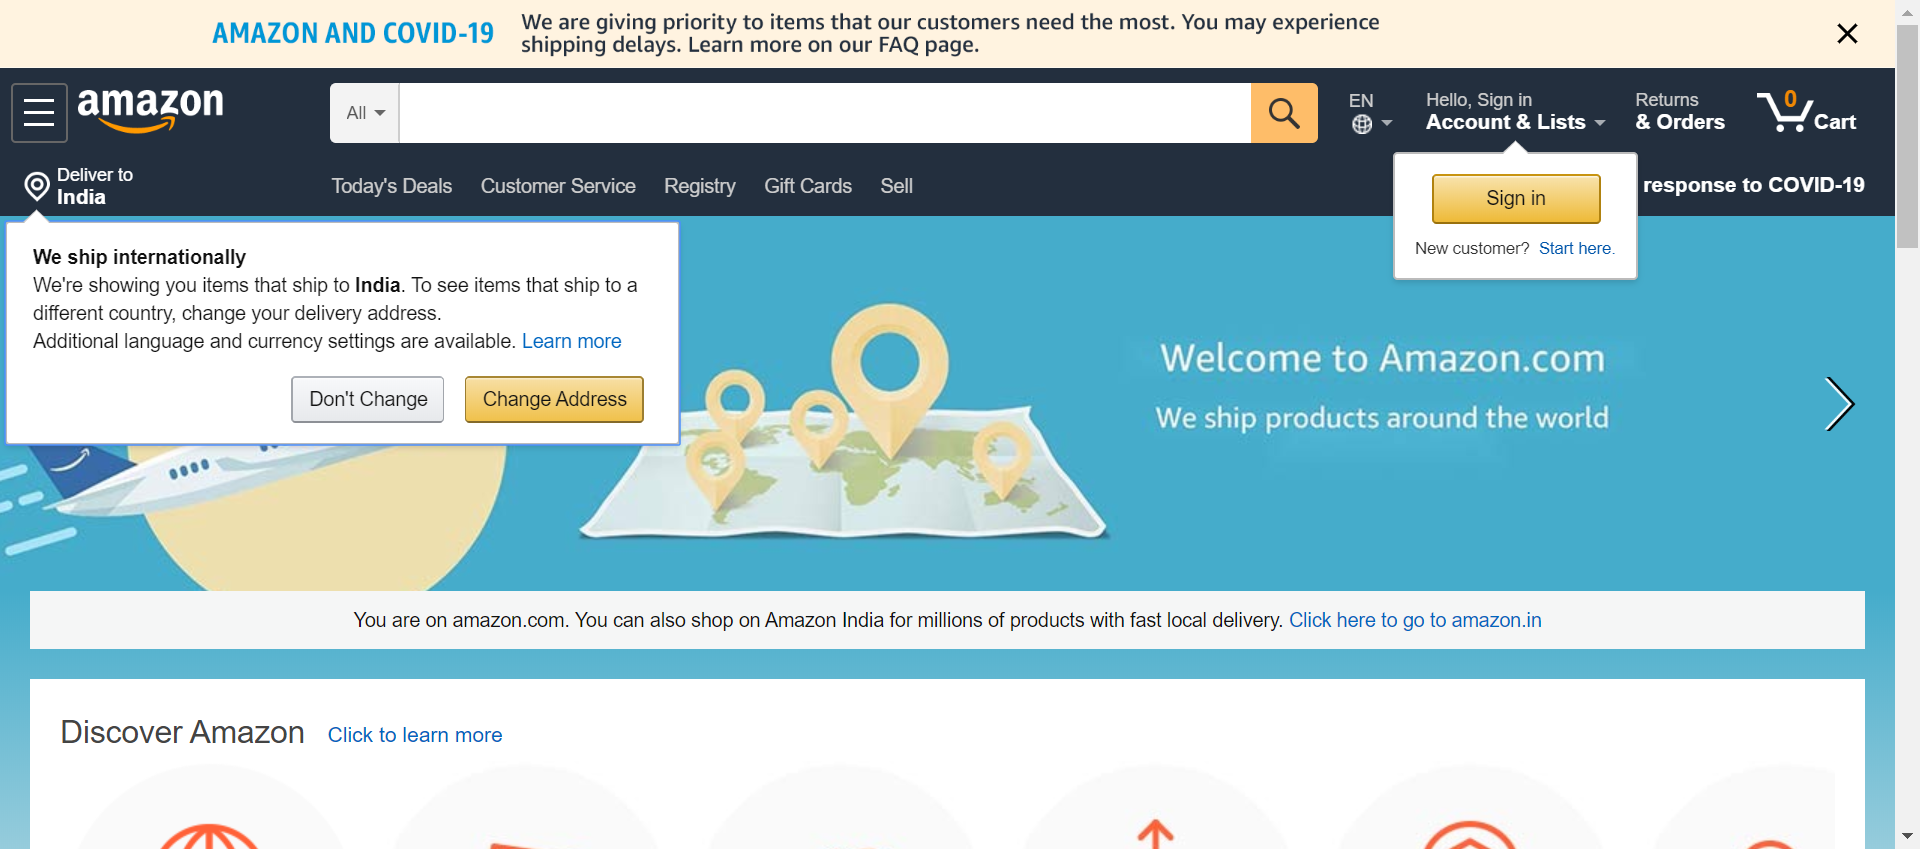 AMAZON AND COVID-19
We are giving priority to items that our customers need the most. You may experience
shipping delays. Learn more on our FAQ page.
amazon
All
EN
Hello, Sign in
Account & Lists
Returns
& Orders
0
Cart
Deliver to
India
Today's Deals
Customer Service
Registry
Gift Cards
Sell
response to COVID-19
Sign in
New customer? Start here.
We ship internationally
We're showing you items that ship to India. To see items that ship to a
different country, change your delivery address.
Additional language and currency settings are available. Learn more
Don't Change
Change Address
Welcome to Amazon.com
We ship products around the world
You are on amazon.com. You can also shop on Amazon India for millions of products with fast local delivery. Click here to go to amazon.in
Discover Amazon
Click to learn more